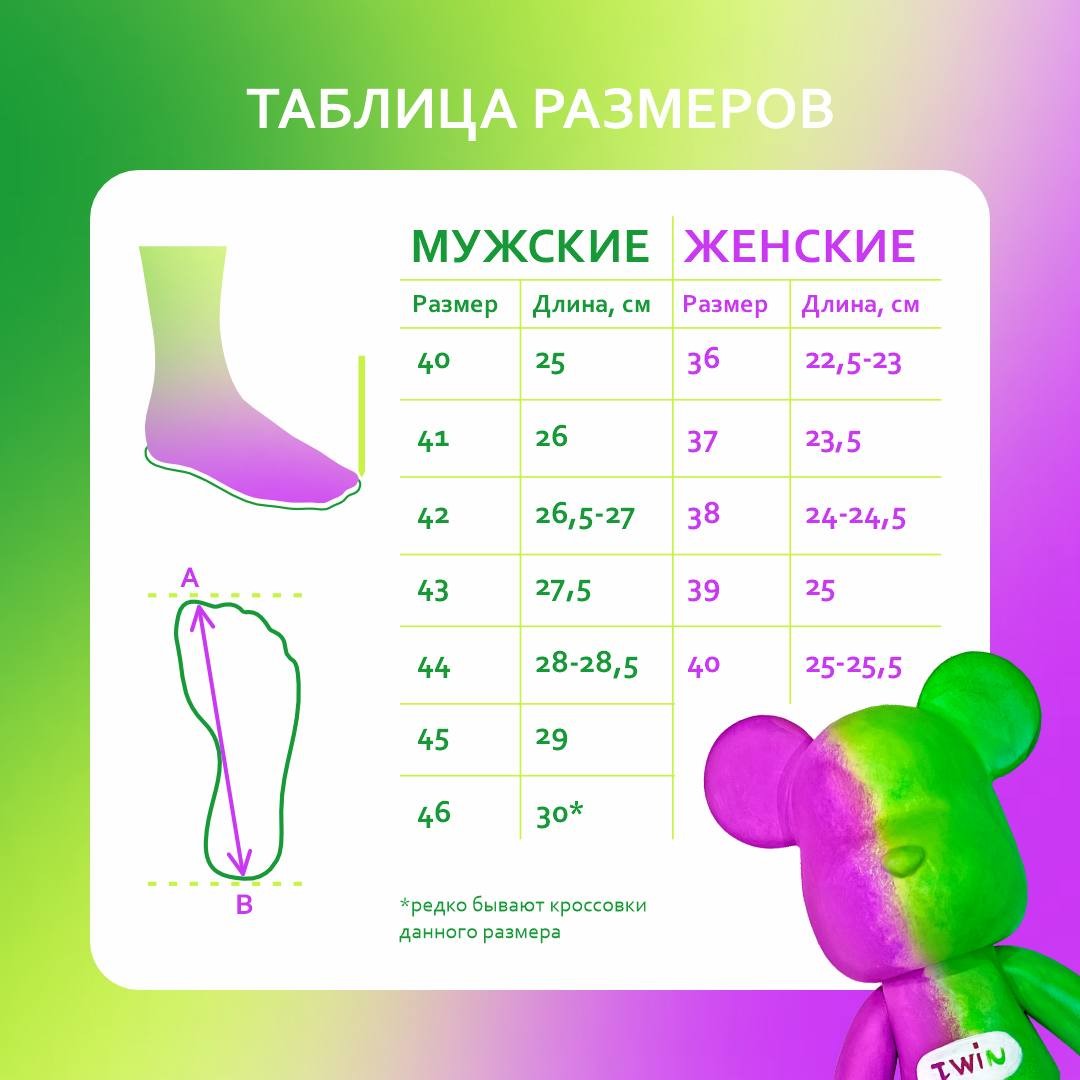 ТАБЛИЦА РАЗМЕРОВ
МУЖСКИЕ ЖЕНСКИЕ
Размер Длина, см Размер Длина, см
40 25 36 22,5-23
41 26 37 23,5
42 26,5-27 38 24-24,5
43 27,5 39 25
44 28-28,5 40 25-25,5
45 29
46 30*
A
B
*редко бывают кроссовки
данного размера
TWiN